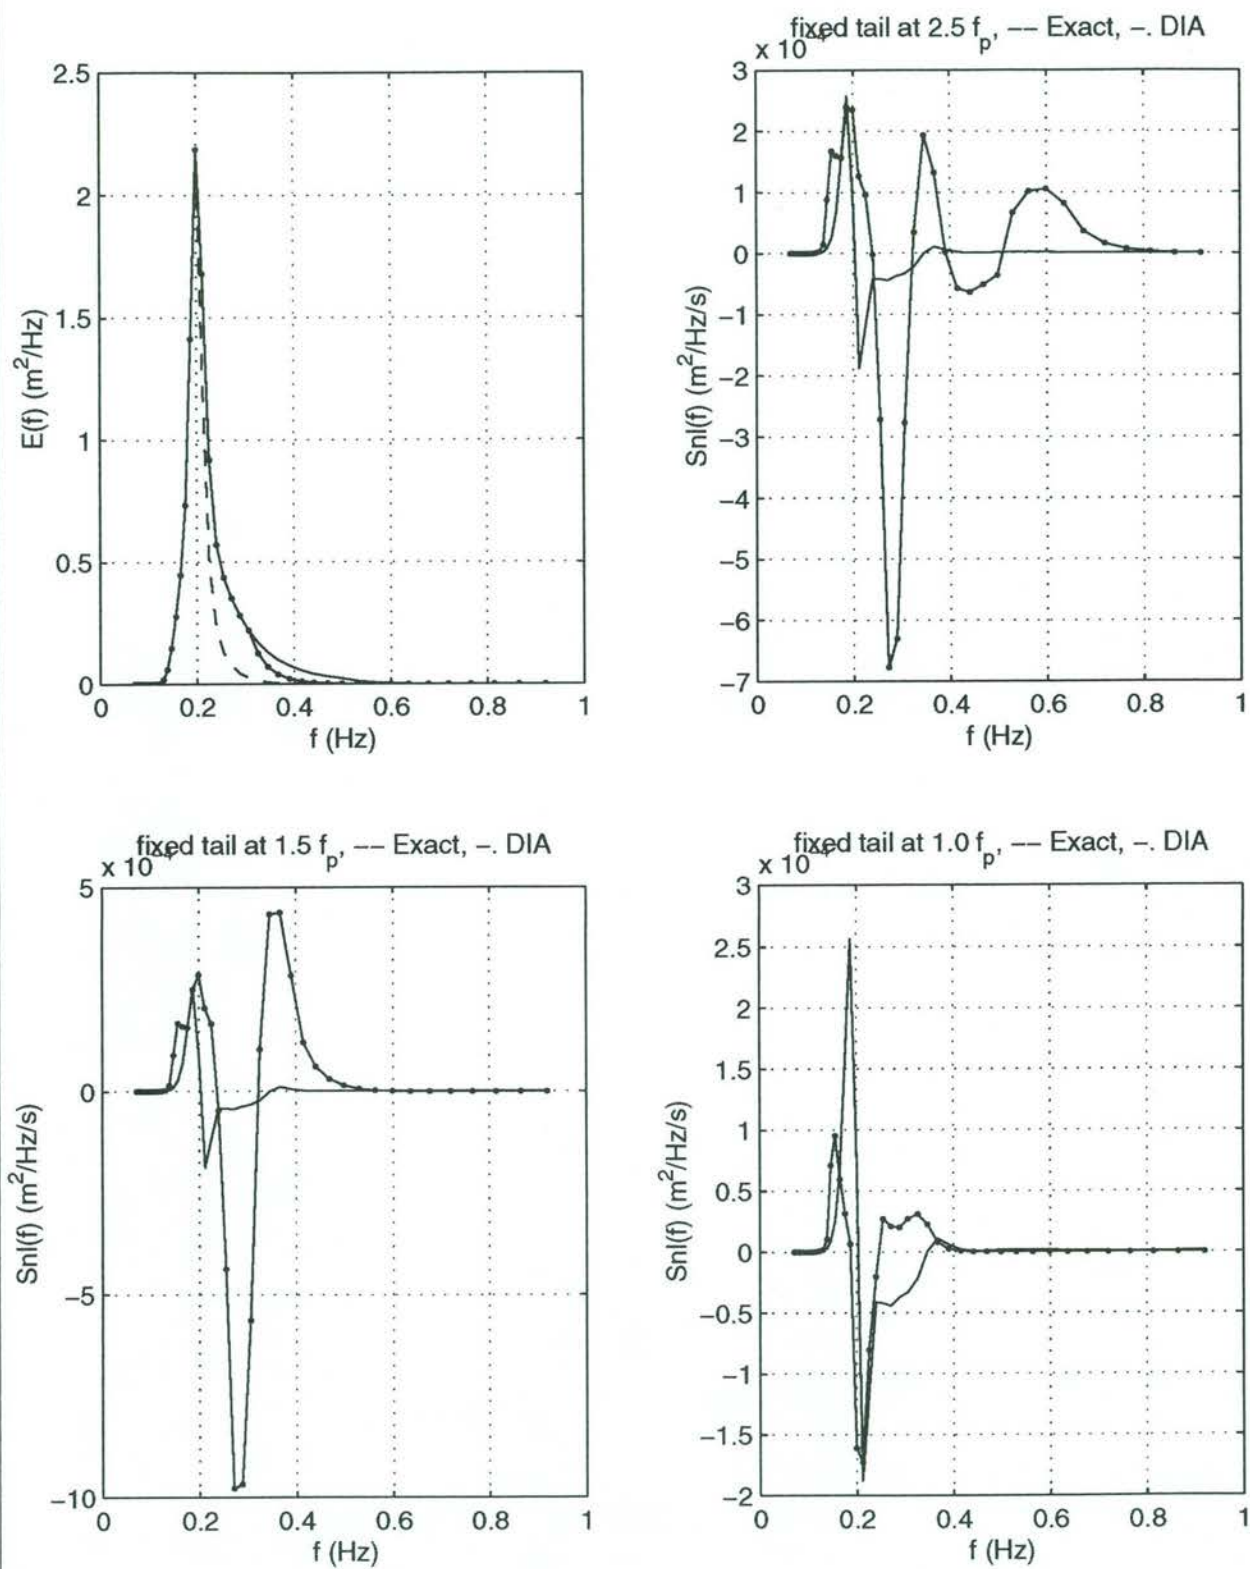 2.5
2
1.5
1
0.5
0
0 0.2 0.4 0.6 0.8 1
f (Hz)
E(f) (m²/Hz)
fixed tail at 2.5 fp, −− Exact, −. DIA
x 10⁻⁴
3
2
1
0
−1
−2
−3
−4
−5
−6
−7
0 0.2 0.4 0.6 0.8 1
f (Hz)
Snl(f) (m²/Hz/s)
fixed tail at 1.5 fp, −− Exact, −. DIA
x 10⁻⁴
5
0
−5
−10
0 0.2 0.4 0.6 0.8 1
f (Hz)
Snl(f) (m²/Hz/s)
fixed tail at 1.0 fp, −− Exact, −. DIA
x 10⁻⁴
3
2.5
2
1.5
1
0.5
0
−0.5
−1
−1.5
−2
0 0.2 0.4 0.6 0.8 1
f (Hz)
Snl(f) (m²/Hz/s)